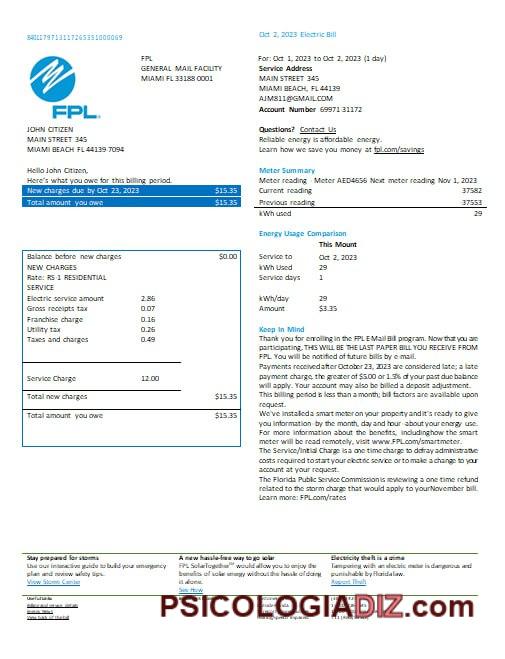 8401179713117265351000069
Oct 2, 2023 Electric Bill
FPL
FPL
GENERAL MAIL FACILITY
MIAMI FL 33188 0001
For: Oct 1, 2023 to Oct 2, 2023 (1 day)
Service Address
MAIN STREET 345
MIAMI BEACH, FL 44139
AJM811@GMAIL.COM
Account Number 69971 31172
JOHN CITIZEN
MAIN STREET 345
MIAMI BEACH FL 44139 7094
Questions? Contact Us
Reliable energy is affordable energy.
Learn how we save you money at fpl.com/savings
Hello John Citizen,
Here's what you owe for this billing period.
New charges due by Oct 23, 2023 $15.35
Total amount you owe $15.35
Meter Summary
Meter reading Meter AED4656 Next meter reading Nov 1, 2023
Current reading 37582
Previous reading 37553
kWh used 29
Energy Usage Comparison
This Mount
Service to Oct 2, 2023
kWh Used 29
Service days 1
kWh/day 29
Amount $3.35
Balance before new charges $0.00
NEW CHARGES
Rate: RS-1 RESIDENTIAL
SERVICE
Electric service amount 2.86
Gross receipts tax 0.07
Franchise charge 0.16
Utility tax 0.26
Taxes and charges 0.49
Service Charge 12.00
Total new charges $15.35
Total amount you owe $15.35
Keep In Mind
Thank you for enrolling in the FPL E-Mail Bill program. Now that you are
participating, THIS WILL BE THE LAST PAPER BILL YOU RECEIVE FROM
FPL. You will be notified of future bills by e-mail.
Payments received after October 23, 2023 are considered late; a late
payment charge, the greater of $5.00 or 1.5% of your past due balance
will apply. Your account may also be billed a deposit adjustment.
This billing period is less than a month; bill factors are available upon
request.
We've installed a smart meter on your property and it's ready to give
you information-by the month, day and hour-about your energy use.
For more information about the benefits, includinghow the smart
meter will be read remotely, visit www.FPL.com/smartmeter.
The Service/Initial Charge is a one time charge to defray administrative
costs required to start your electric service or to make a change to your
account at your request.
The Florida Public Service Commission is reviewing a one time refund
related to the storm charge that would apply to yourNovember bill.
Learn more: FPL.com/rates
Stay prepared for storms
Use our interactive guide to build your emergency
plan and review safety tips.
View Storms Center
A new hassle-free way to go solar
FPL SolarTogether℠ would allow you to enjoy the
benefits of solar energy without the hassle of doing
it alone.
See How
Electricity theft is a crime
Tampering with an electric meter is dangerous and
punishable by Florida law.
Report Theft
Useful Links
Billing and service details
Energy News
View back of the bill
PSICOLOGIAIDIZ.com